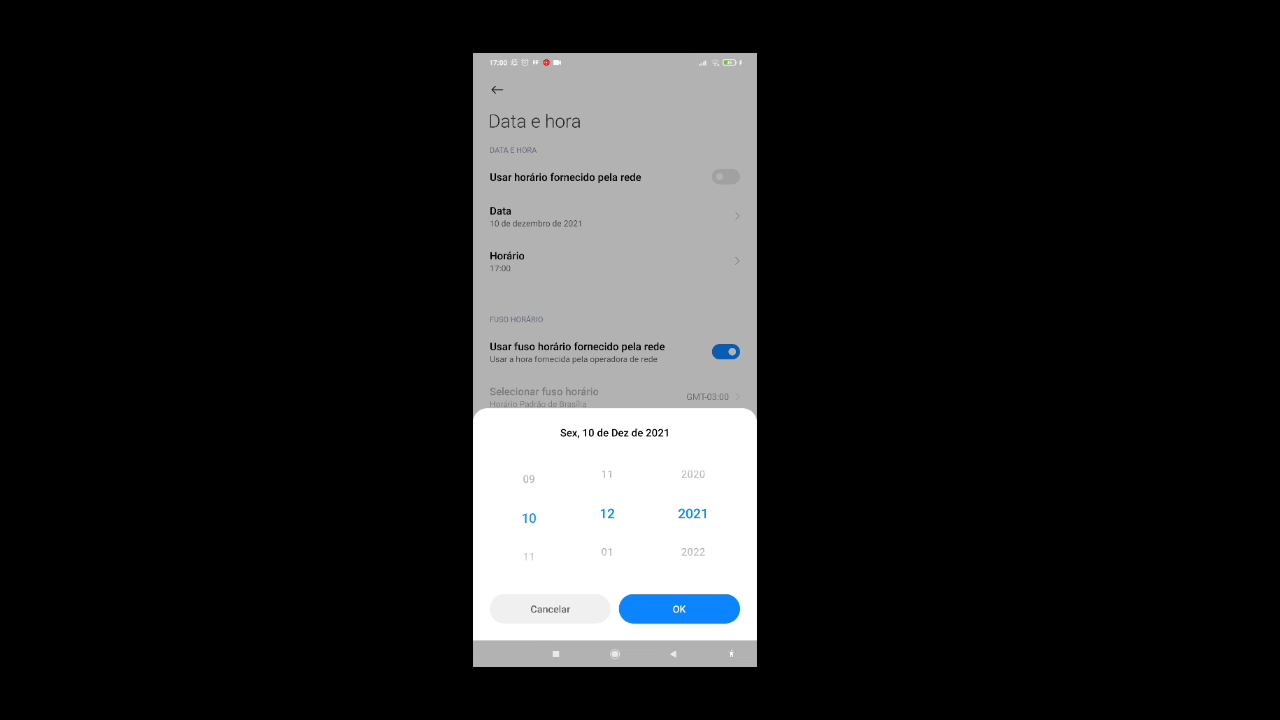 17:00
Data e hora
DATA E HORA
Usar horário fornecido pela rede
Data
10 de dezembro de 2021
Horário
17:00
FUSO HORÁRIO
Usar fuso horário fornecido pela rede
Usar a hora fornecida pela operadora de rede
Selecionar fuso horário
GMT-03:00
Horário Padrão de Brasília
Sex, 10 de Dez de 2021
09 11 2020
10 12 2021
11 01 2022
Cancelar OK